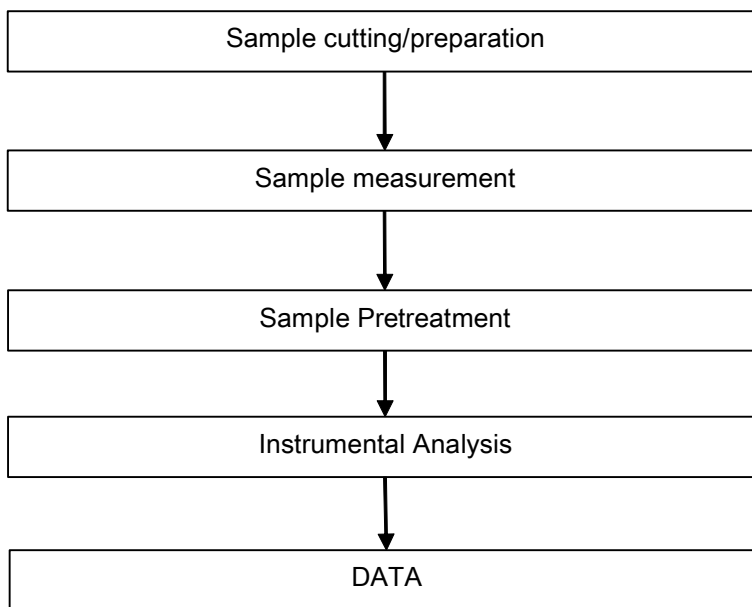 Sample cutting/preparation
Sample measurement
Sample Pretreatment
Instrumental Analysis
DATA